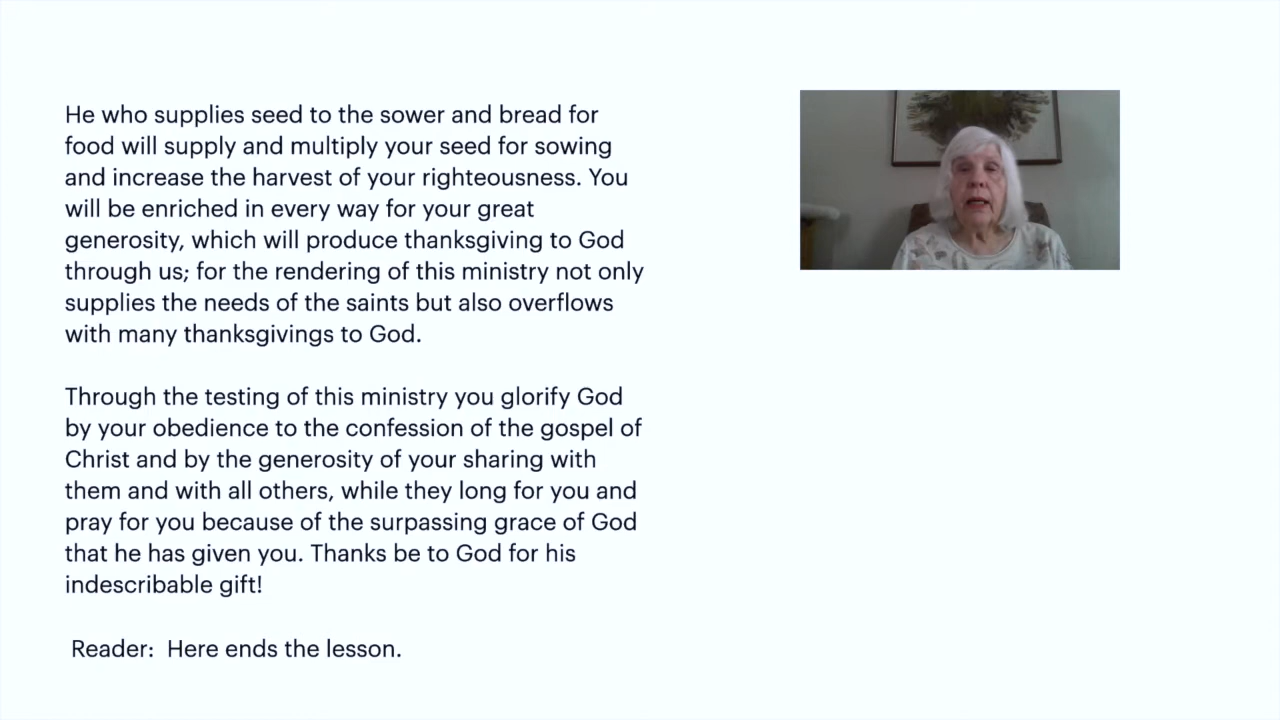 He who supplies seed to the sower and bread for
food will supply and multiply your seed for sowing
and increase the harvest of your righteousness. You
will be enriched in every way for your great
generosity, which will produce thanksgiving to God
through us; for the rendering of this ministry not only
supplies the needs of the saints but also overflows
with many thanksgivings to God.
Through the testing of this ministry you glorify God
by your obedience to the confession of the gospel of
Christ and by the generosity of your sharing with
them and with all others, while they long for you and
pray for you because of the surpassing grace of God
that he has given you. Thanks be to God for his
indescribable gift!
Reader:  Here ends the lesson.